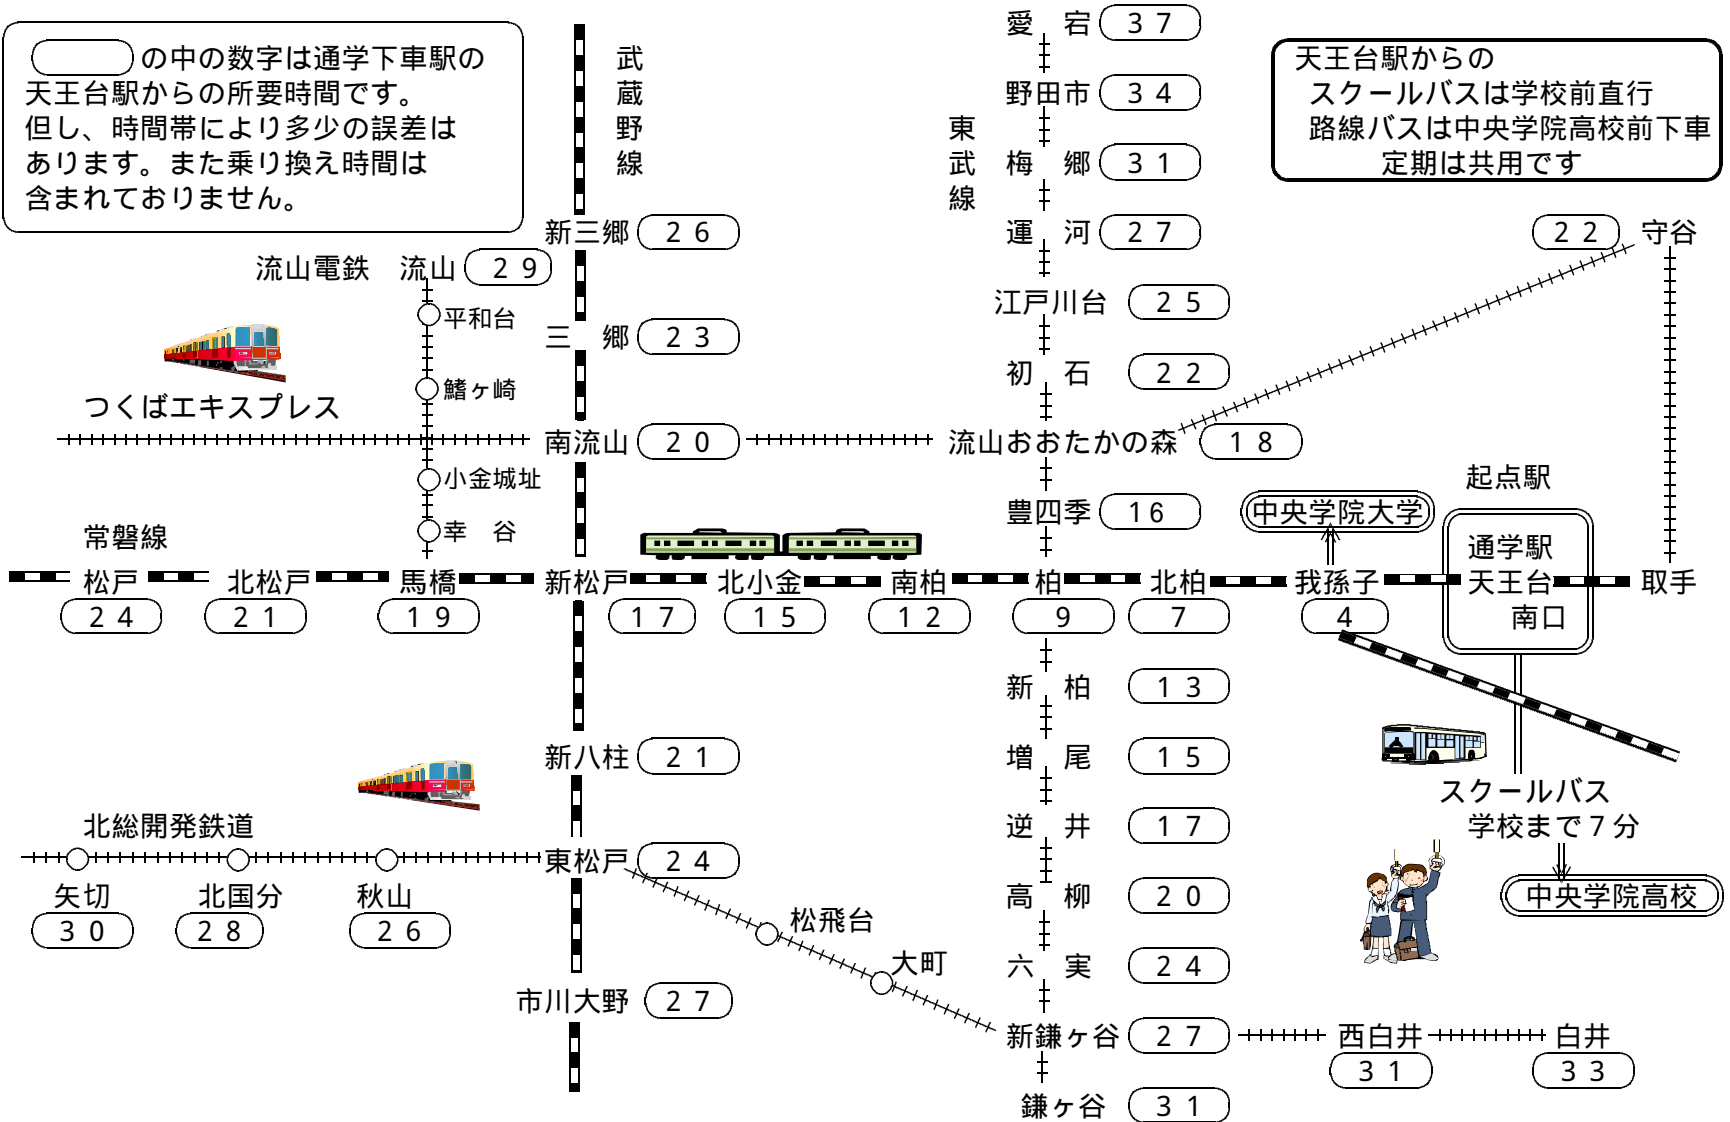 の中の数字は通学下車駅の
天王台駅からの所要時間です。
但し、時間帯により多少の誤差は
あります。また乗り換え時間は
含まれておりません。
武蔵野線
東武線
愛宕 37
野田市 34
梅郷 31
運河 27
江戸川台 25
初石 22
流山おおたかの森 18
豊四季 16
天王台駅からの
スクールバスは学校前直行
路線バスは中央学院高校前下車
定期は共用です
22 守谷
新三郷 26
三郷 23
南流山 20
流山電鉄 流山 29
平和台
鰭ヶ崎
小金城址
幸谷
つくばエキスプレス
常磐線
松戸 24
北松戸 21
馬橋 19
新松戸 17
北小金 15
南柏 12
柏 9
北柏 7
我孫子 4
中央学院大学
起点駅
通学駅
天王台
南口
取手
新柏 13
増尾 15
逆井 17
高柳 20
六実 24
新鎌ヶ谷 27
鎌ヶ谷 31
西白井 31
白井 33
新八柱 21
東松戸 24
市川大野 27
北総開発鉄道
矢切 30
北国分 28
秋山 26
松飛台
大町
スクールバス
学校まで7分
中央学院高校